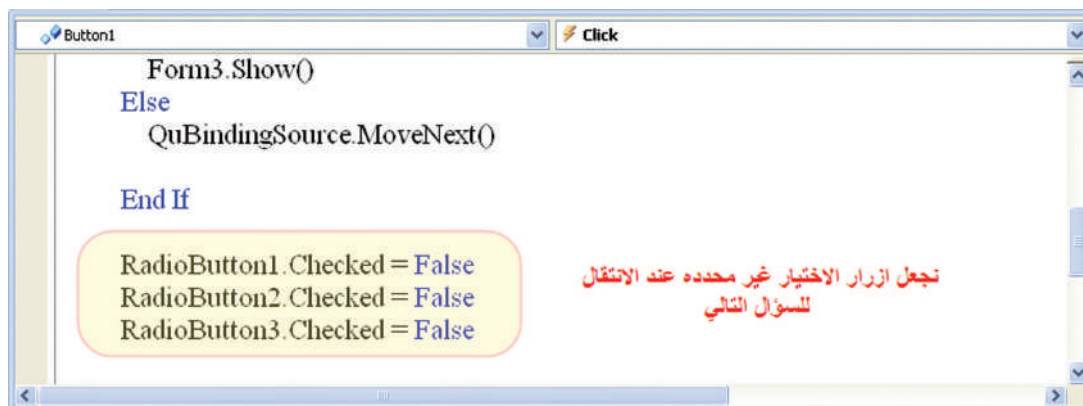 Button1
Click
Form3.Show()
Else
QuBindingSource.MoveNext()
End If
RadioButton1.Checked = False
RadioButton2.Checked = False
RadioButton3.Checked = False
نجعل ازرار الاختيار غير محدده عند الانتقال
للسؤال التالي